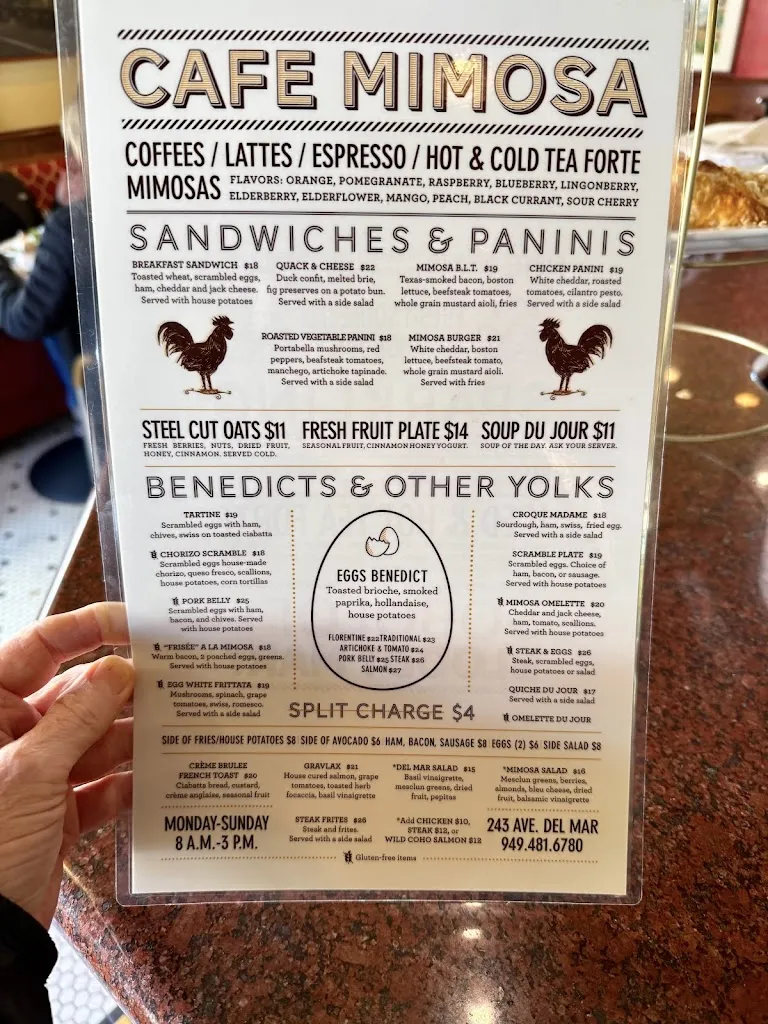 CAFE MIMOSA
COFFEES / LATTES / ESPRESSO / HOT & COLD TEA FORTE
MIMOSAS FLAVORS: ORANGE, POMEGRANATE, RASPBERRY, BLUEBERRY, LINGONBERRY,
ELDERBERRY, ELDERFLOWER, MANGO, PEACH, BLACK CURRANT, SOUR CHERRY
SANDWICHES & PANINIS
BREAKFAST SANDWICH $18
Toasted wheat, scrambled eggs,
ham, cheddar and jack cheese.
Served with house potatoes
QUACK & CHEESE $22
Duck confit, melted brie,
fig preserves on a potato bun.
Served with a side salad
MIMOSA B.L.T. $19
Texas-smoked bacon, boston
lettuce, beefsteak tomatoes,
whole grain mustard aioli, fries
CHICKEN PANINI $19
White cheddar, roasted
tomatoes, cilantro pesto.
Served with a side salad
ROASTED VEGETABLE PANINI $18
Portabella mushrooms, red
peppers, beafsteak tomatoes,
manchego, artichoke tapinade.
Served with a side salad
MIMOSA BURGER $21
White cheddar, boston
lettuce, beefsteak tomato,
whole grain mustard aioli.
Served with fries
STEEL CUT OATS $11
FRESH BERRIES, NUTS, DRIED FRUIT,
HONEY, CINNAMON. SERVED COLD.
FRESH FRUIT PLATE $14
SEASONAL FRUIT, CINNAMON HONEY YOGURT.
SOUP DU JOUR $11
SOUP OF THE DAY. ASK YOUR SERVER.
BENEDICTS & OTHER YOLKS
TARTINE $19
Scrambled eggs with ham,
chives, swiss on toasted ciabatta
CHORIZO SCRAMBLE $18
Scrambled eggs house-made
chorizo, queso fresco, scallions,
house potatoes, corn tortillas
PORK BELLY $25
Scrambled eggs with ham,
bacon, and chives. Served
with house potatoes
"FRISÉE" A LA MIMOSA $18
Warm bacon, 2 poached eggs, greens.
Served with house potatoes
EGG WHITE FRITTATA $19
Mushrooms, spinach, grape
tomatoes, swiss, romesco.
Served with a side salad
EGGS BENEDICT
Toasted brioche, smoked
paprika, hollandaise,
house potatoes
FLORENTINE $22 TRADITIONAL $23
ARTICHOKE & TOMATO $24
PORK BELLY $25 STEAK $26
SALMON $27
CROQUE MADAME $18
Sourdough, ham, swiss, fried egg.
Served with a side salad
SCRAMBLE PLATE $19
Scrambled eggs. Choice of
ham, bacon, or sausage.
Served with house potatoes
MIMOSA OMELETTE $20
Cheddar and jack cheese,
ham, tomato, scallions.
Served with house potatoes
STEAK & EGGS $26
Steak, scrambled eggs,
house potatoes or salad
QUICHE DU JOUR $17
Served with a side salad
OMELETTE DU JOUR
SPLIT CHARGE $4
SIDE OF FRIES/HOUSE POTATOES $8 SIDE OF AVOCADO $6 HAM, BACON, SAUSAGE $8 EGGS (2) $6 SIDE SALAD $8
CRÈME BRULEE
FRENCH TOAST $20
Ciabatta bread, custard,
crème anglaise, seasonal fruit
GRAVLAX $21
House cured salmon, grape
tomatoes, toasted herb
focaccia, basil vinaigrette
*DEL MAR SALAD $15
Basil vinaigrette,
mesclun greens, dried
fruit, pepitas
*MIMOSA SALAD $16
Mesclun greens, berries,
almonds, bleu cheese, dried
fruit, balsamic vinaigrette
MONDAY-SUNDAY
8 A.M.-3 P.M.
STEAK FRITES $26
Steak and frites.
Served with a side salad
*Add CHICKEN $10,
STEAK $12, or
WILD COHO SALMON $12
243 AVE. DEL MAR
949.481.6780
Gluten-free items